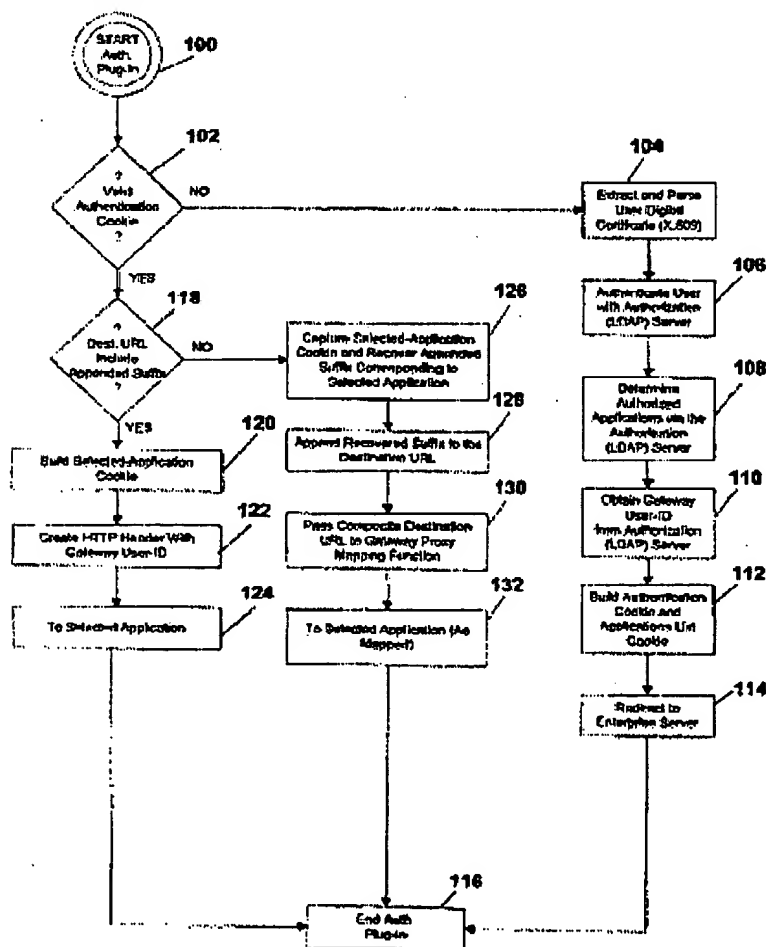 START
Auth.
Plug-In
100
102
?
Valid
Authentication
Cookie
?
NO
YES
104
Extract and Parse
User Digital
Certificate (X.509)
106
Authenticate User
with Authorization
(LDAP) Server
108
Determine
Authorized
Applications via the
Authorization
(LDAP) Server
110
Obtain Gateway
User-ID
from Authorization
(LDAP) Server
112
Build Authentication
Cookie and
Applications List
Cookie
114
Redirect to
Enterprise Server
118
?
Dest. URL
Include
Appended Suffix
?
NO
YES
120
Build Selected-Application
Cookie
122
Create HTTP Header With
Gateway User-ID
124
To Selected Application
126
Capture Selected-Application
Cookie and Recover Appended
Suffix Corresponding to
Selected Application
128
Append Recovered Suffix to the
Destination URL
130
Pass Composite Destination
URL to Gateway Proxy
Mapping Function
132
To Selected Application (As
Mapped)
116
End Auth
Plug-In